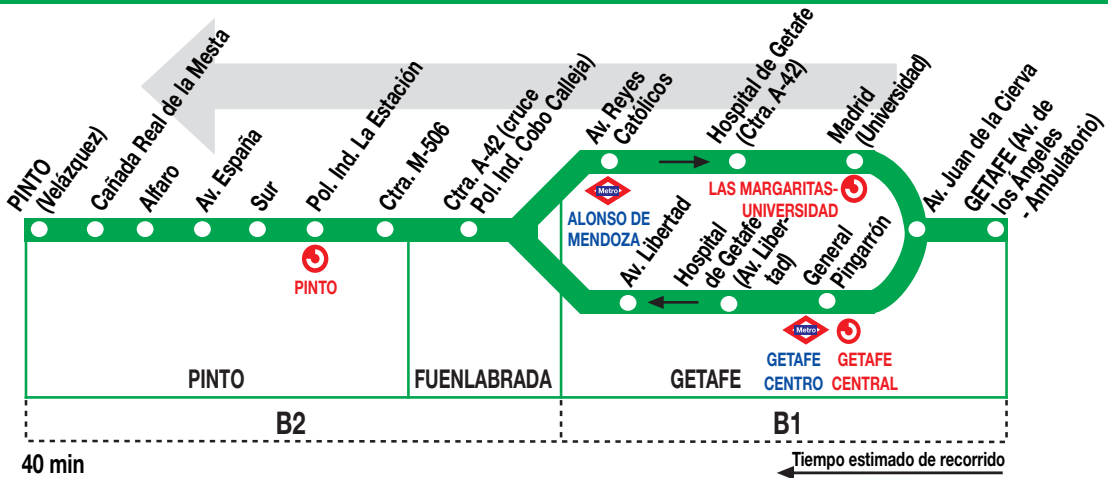 PINTO
(Velázquez)
Cañada Real de la Mesta
Alfaro
Av. España
Sur
Pol. Ind. La Estación
Ctra. M-506
Ctra. A-42 (cruce
Pol. Ind. Cobo Calleja)
Av. Reyes
Católicos
Hospital de Getafe
(Ctra. A-42)
Madrid
(Universidad)
Av. Juan de la Cierva
GETAFE (Av. de
los Ángeles
- Ambulatorio)
Metro
ALONSO DE
MENDOZA
LAS MARGARITAS-
UNIVERSIDAD
Av. Libertad
Hospital
de Getafe
(Av. Liber-
tad)
General
Pingarrón
PINTO
Metro
GETAFE
CENTRO
GETAFE
CENTRAL
PINTO
FUENLABRADA
GETAFE
B2
B1
40 min
Tiempo estimado de recorrido